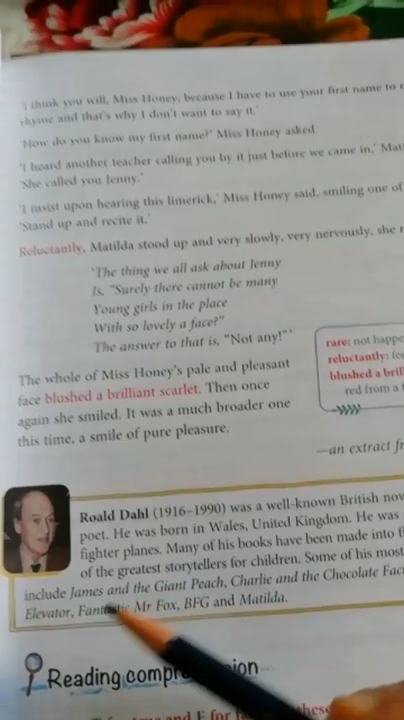 'I think you will, Miss Honey, because I have to use your first name to
rhyme and that's why I don't want to say it.'
'How do you know my first name?' Miss Honey asked.
'I heard another teacher calling you by it just before we came in,'
'She called you Jenny.'
'I insist upon hearing this limerick,' Miss Honey said, smiling one of
'Stand up and recite it.'
Reluctantly, Matilda stood up and very slowly, very nervously, she
'The thing we all ask about Jenny
Is, "Surely there cannot be many
Young girls in the place
With so lovely a face?"
The answer to that is, "Not any!"'
rare: not
reluctantly:
The whole of Miss Honey's pale and pleasant
blushed a
face blushed a brilliant scarlet. Then once
red from a
again she smiled. It was a much broader one
this time, a smile of pure pleasure.
—an extract
Roald Dahl (1916–1990) was a well-known British
poet. He was born in Wales, United Kingdom. He was
fighter planes. Many of his books have been made into
of the greatest storytellers for children. Some of his most
include James and the Giant Peach, Charlie and the Chocolate
Elevator, Mr Fox, BFG and Matilda.
Reading
and F for these